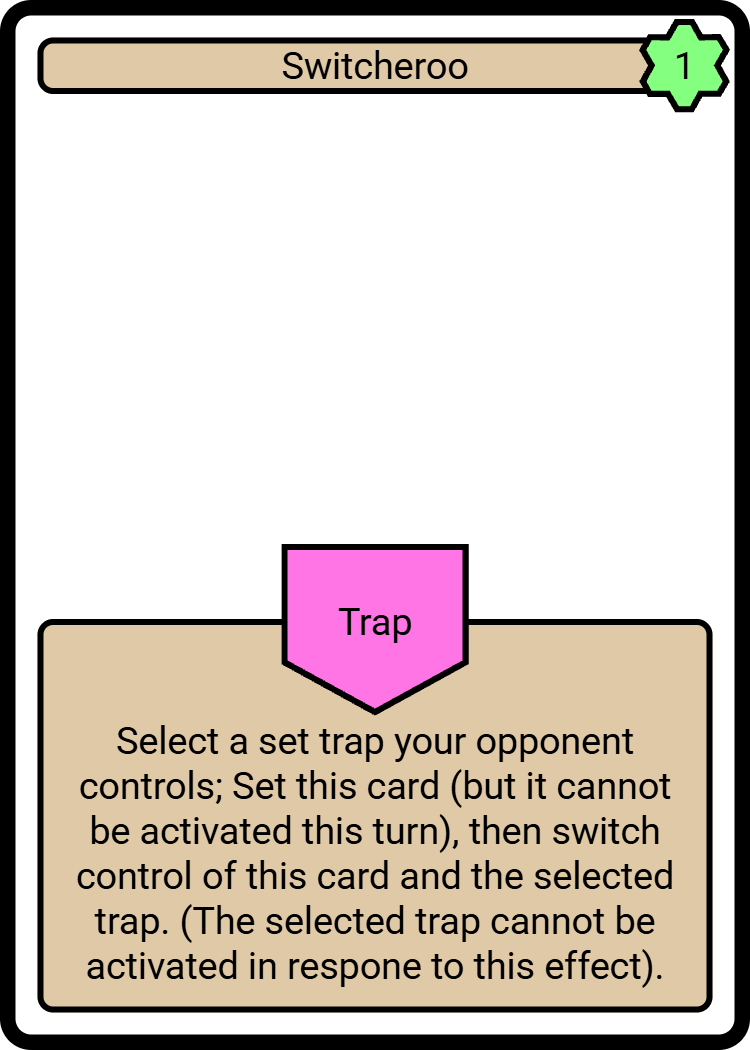 Switcheroo
1
Trap
Select a set trap your opponent
controls; Set this card (but it cannot
be activated this turn), then switch
control of this card and the selected
trap. (The selected trap cannot be
activated in respone to this effect).